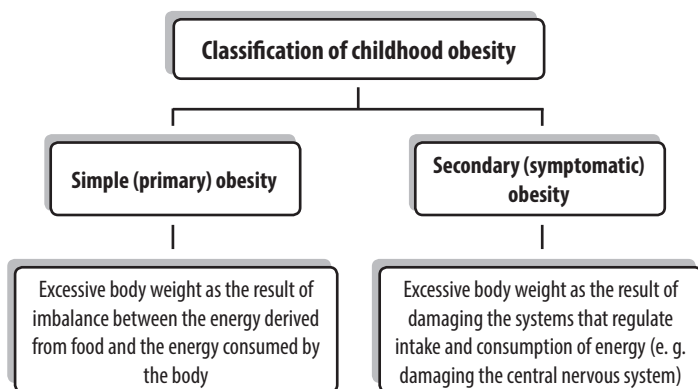 Classification of childhood obesity
Simple (primary) obesity
Secondary (symptomatic)
obesity
Excessive body weight as the result of
imbalance between the energy derived
from food and the energy consumed by
the body
Excessive body weight as the result of
damaging the systems that regulate
intake and consumption of energy (e. g.
damaging the central nervous system)